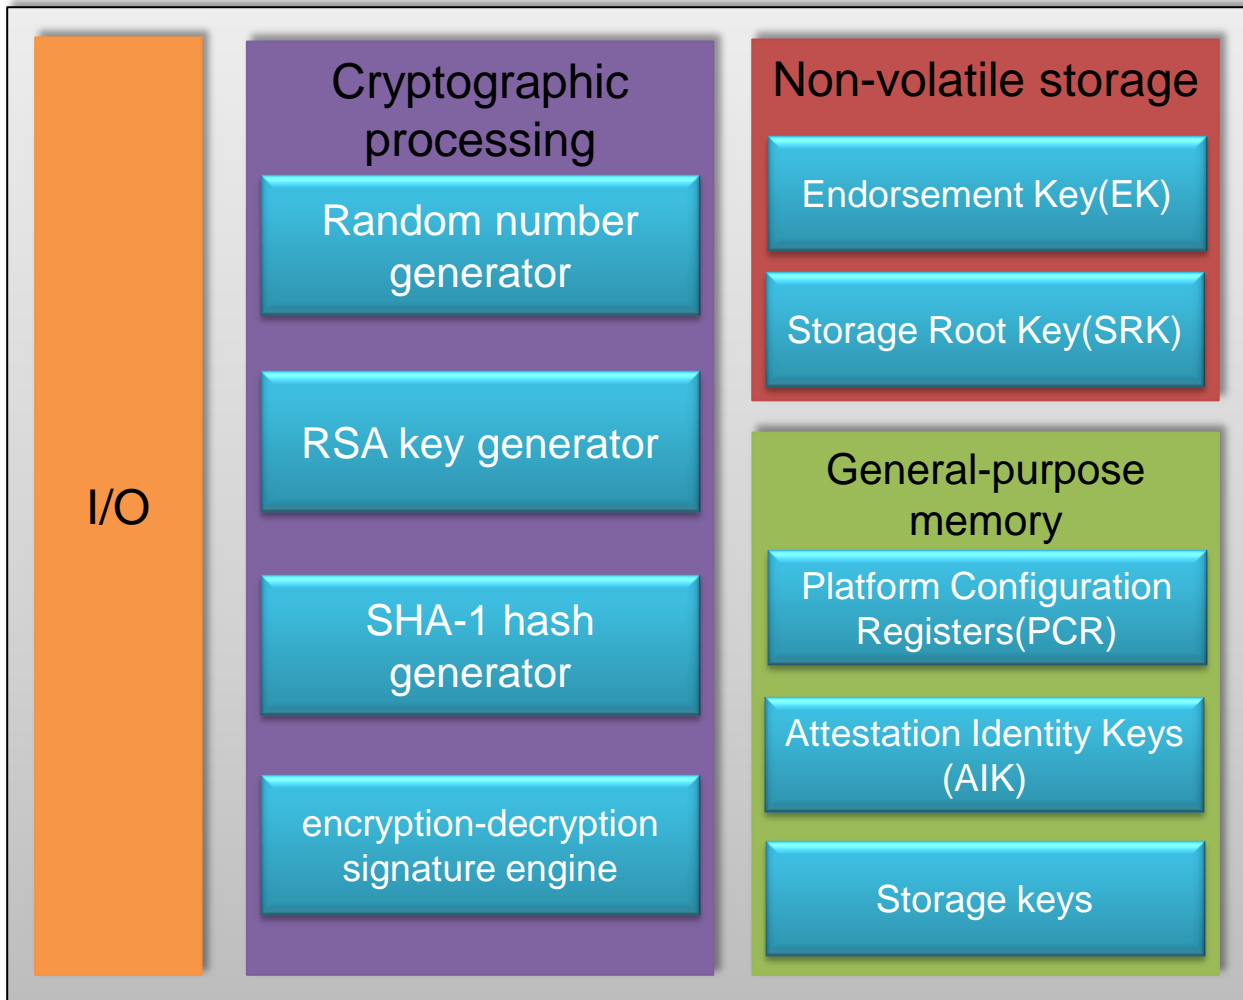 I/O
Cryptographic
processing
Random number
generator
RSA key generator
SHA-1 hash
generator
encryption-decryption
signature engine
Non-volatile storage
Endorsement Key(EK)
Storage Root Key(SRK)
General-purpose
memory
Platform Configuration
Registers(PCR)
Attestation Identity Keys
(AIK)
Storage keys